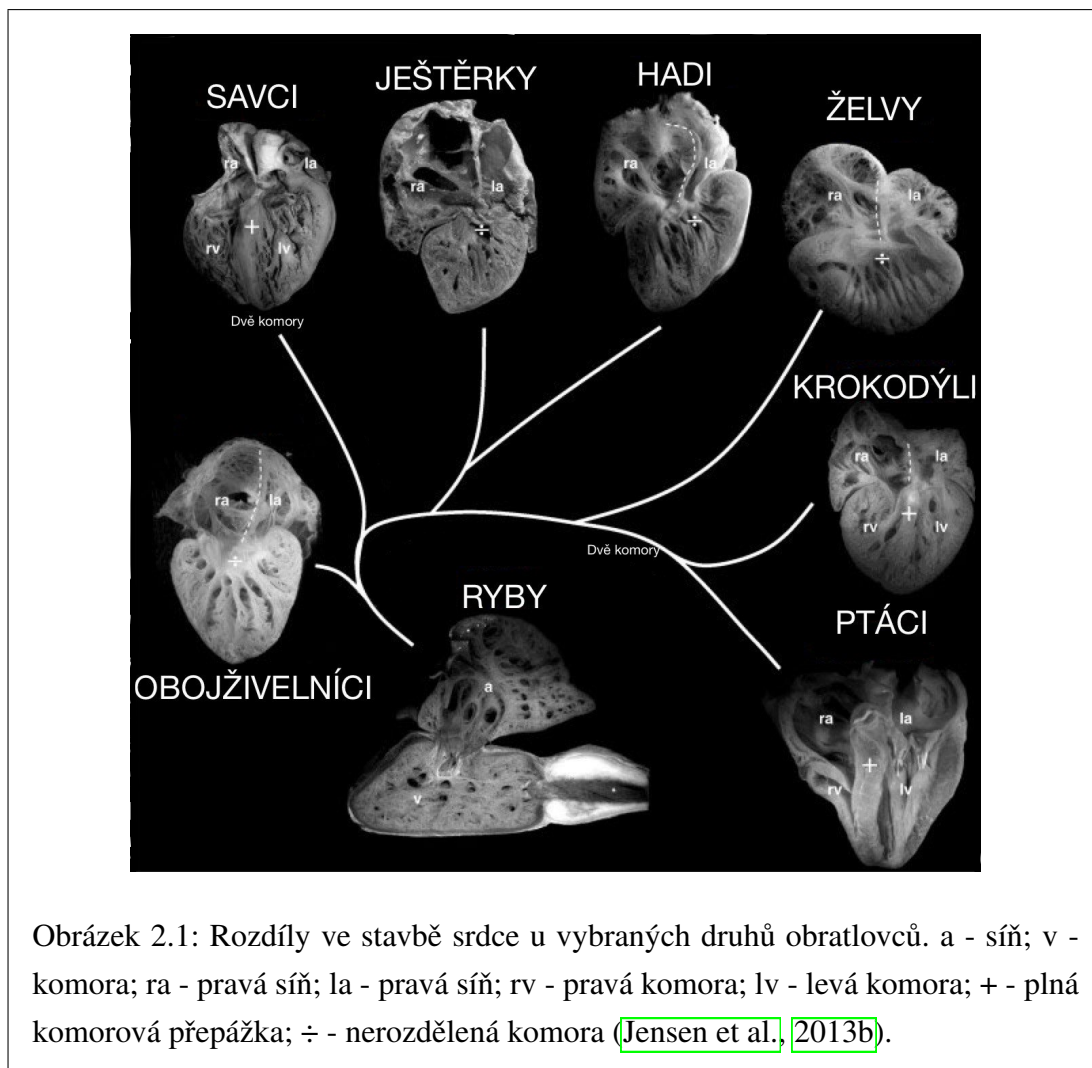 SAVCI
JEŠTĚRKY
HADI
ŽELVY
ra
la
+
rv
lv
Dvě komory
ra
la
÷
ra
la
÷
ra
la
÷
KROKODÝLI
ra
la
+
rv
lv
ra
la
÷
OBOJŽIVELNÍCI
Dvě komory
RYBY
a
v
PTÁCI
ra
la
+
rv
lv
Obrázek 2.1: Rozdíly ve stavbě srdce u vybraných druhů obratlovců. a - síň; v -
komora; ra - pravá síň; la - pravá síň; rv - pravá komora; lv - levá komora; + - plná
komorová přepážka; ÷ - nerozdělená komora (Jensen et al., 2013b).